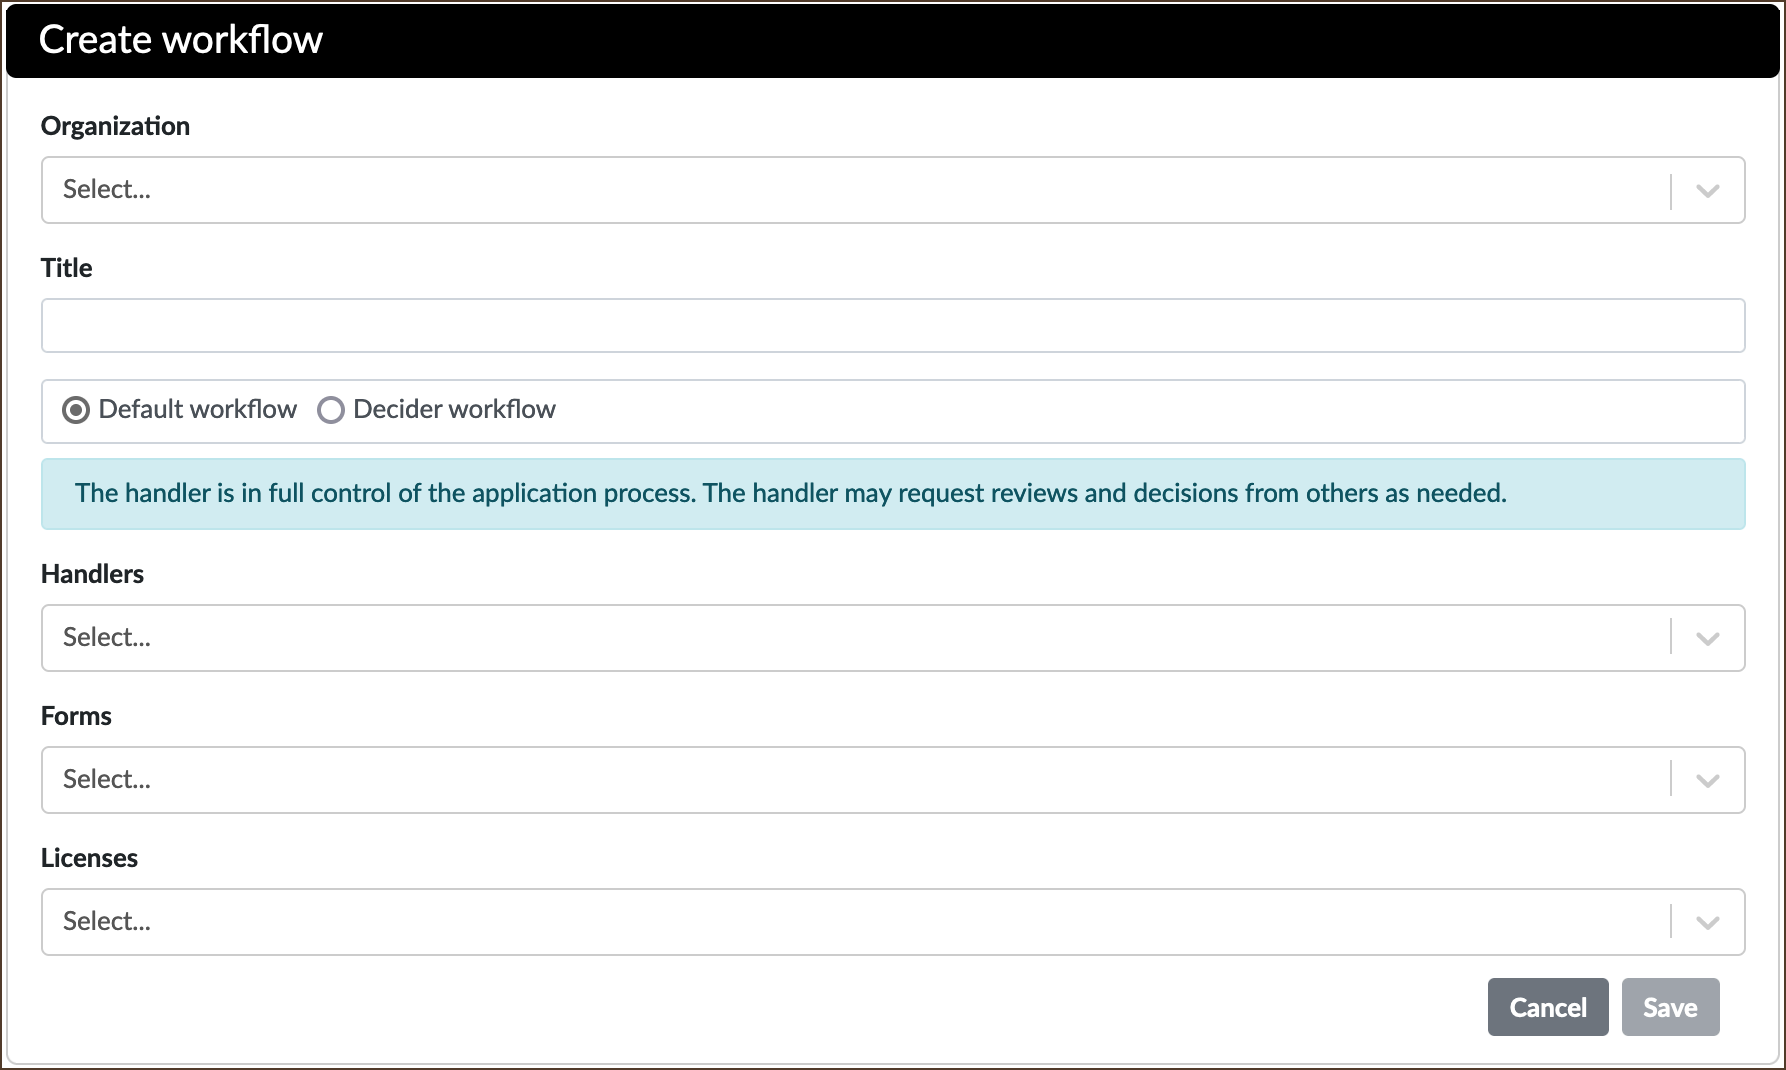 Create workflow
Organization
Select...
Title
Default workflow Decider workflow
The handler is in full control of the application process. The handler may request reviews and decisions from others as needed.
Handlers
Select...
Forms
Select...
Licenses
Select...
Cancel Save